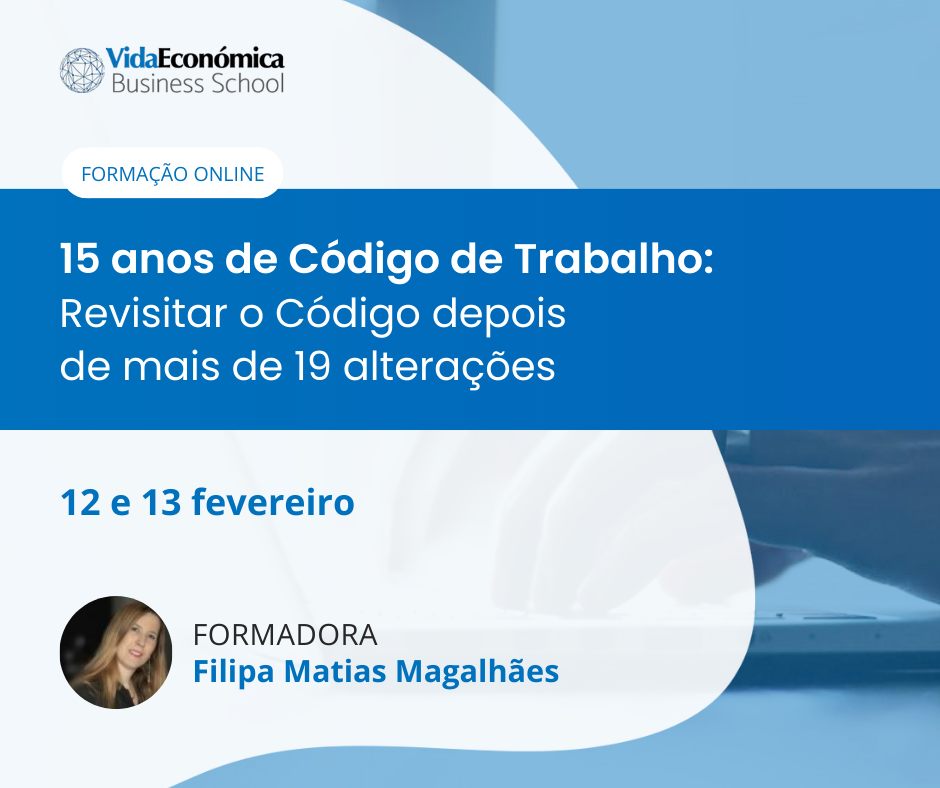 VidaEconómica
Business School
FORMAÇÃO ONLINE
15 anos de Código de Trabalho:
Revisitar o Código depois
de mais de 19 alterações
12 e 13 fevereiro
FORMADORA
Filipa Matias Magalhães